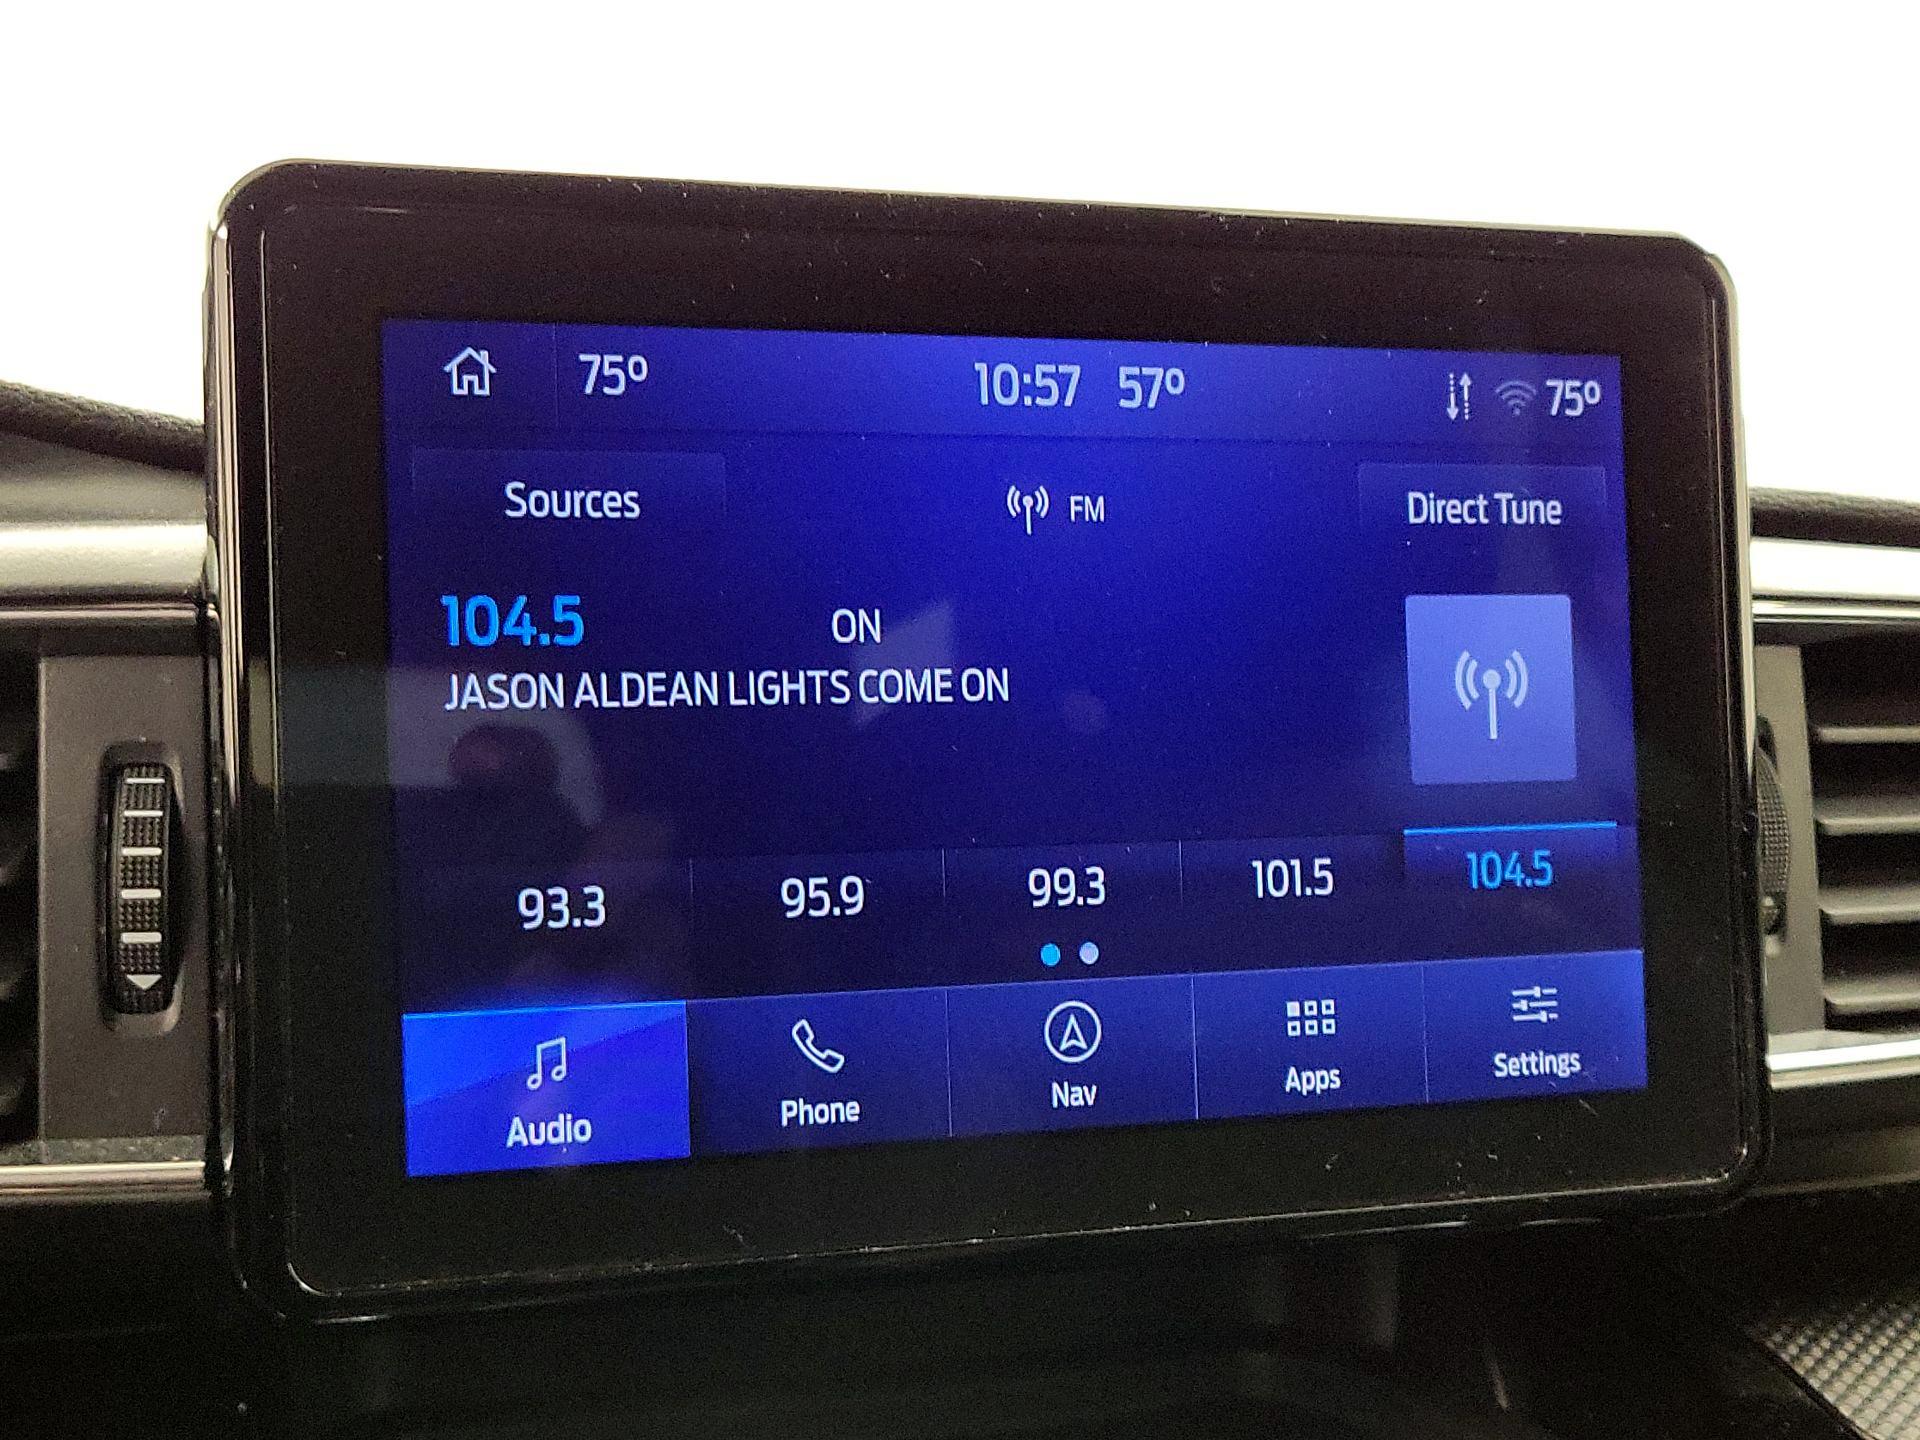 75° 10:57 57° 75°
Sources FM Direct Tune
104.5 ON
JASON ALDEAN LIGHTS COME ON
93.3 95.9 99.3 101.5 104.5
Audio Phone Nav Apps Settings